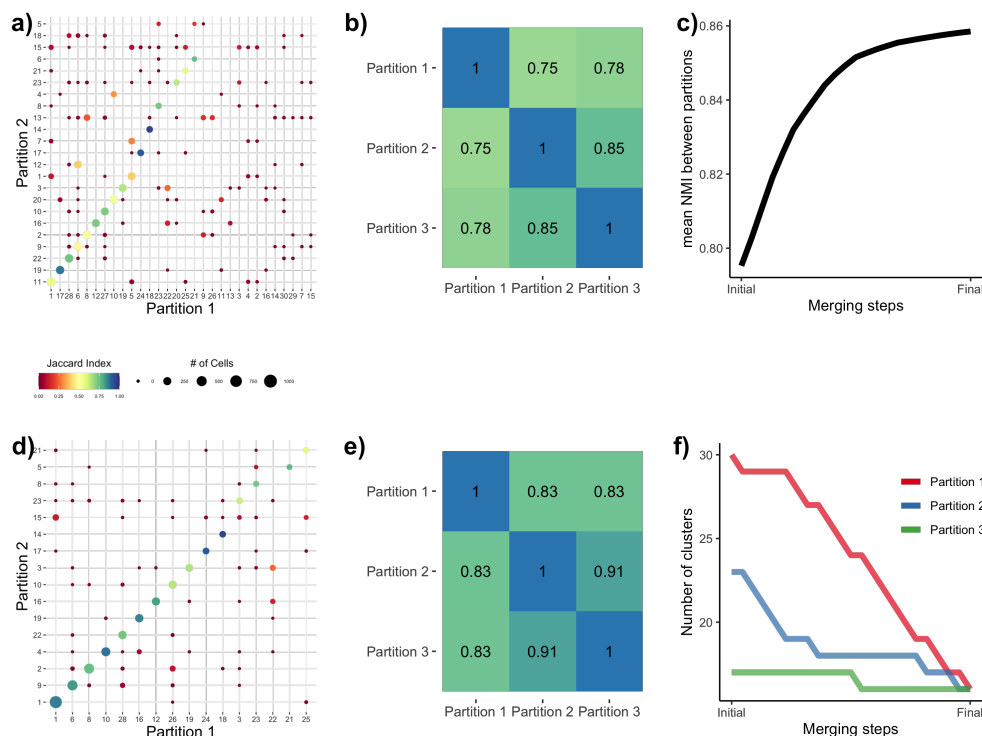 a)
Partition 2
5
18
15
6
21
23
4
8
13
14
7
17
12
1
3
20
10
16
2
9
22
19
11
1 17 28 6 8 12 27 10 19 5 24 18 23 22 20 25 21 9 26 11 13 3 4 2 16 14 30 29 7 15
Partition 1
b)
Partition 1
1 0.75 0.78
Partition 2
0.75 1 0.85
Partition 3
0.78 0.85 1
Partition 1 Partition 2 Partition 3
c)
mean NMI between partitions
0.86
0.84
0.82
0.80
Initial Final
Merging steps
Jaccard Index
0.00 0.25 0.50 0.75 1.00
# of Cells
0 250 500 750 1000
d)
Partition 2
21
5
8
23
15
14
17
3
10
16
19
22
4
2
9
1
1 6 8 10 28 16 12 26 19 24 18 3 23 22 21 25
Partition 1
e)
Partition 1
1 0.83 0.83
Partition 2
0.83 1 0.91
Partition 3
0.83 0.91 1
Partition 1 Partition 2 Partition 3
f)
Number of clusters
30
25
20
Partition 1
Partition 2
Partition 3
Initial Final
Merging steps